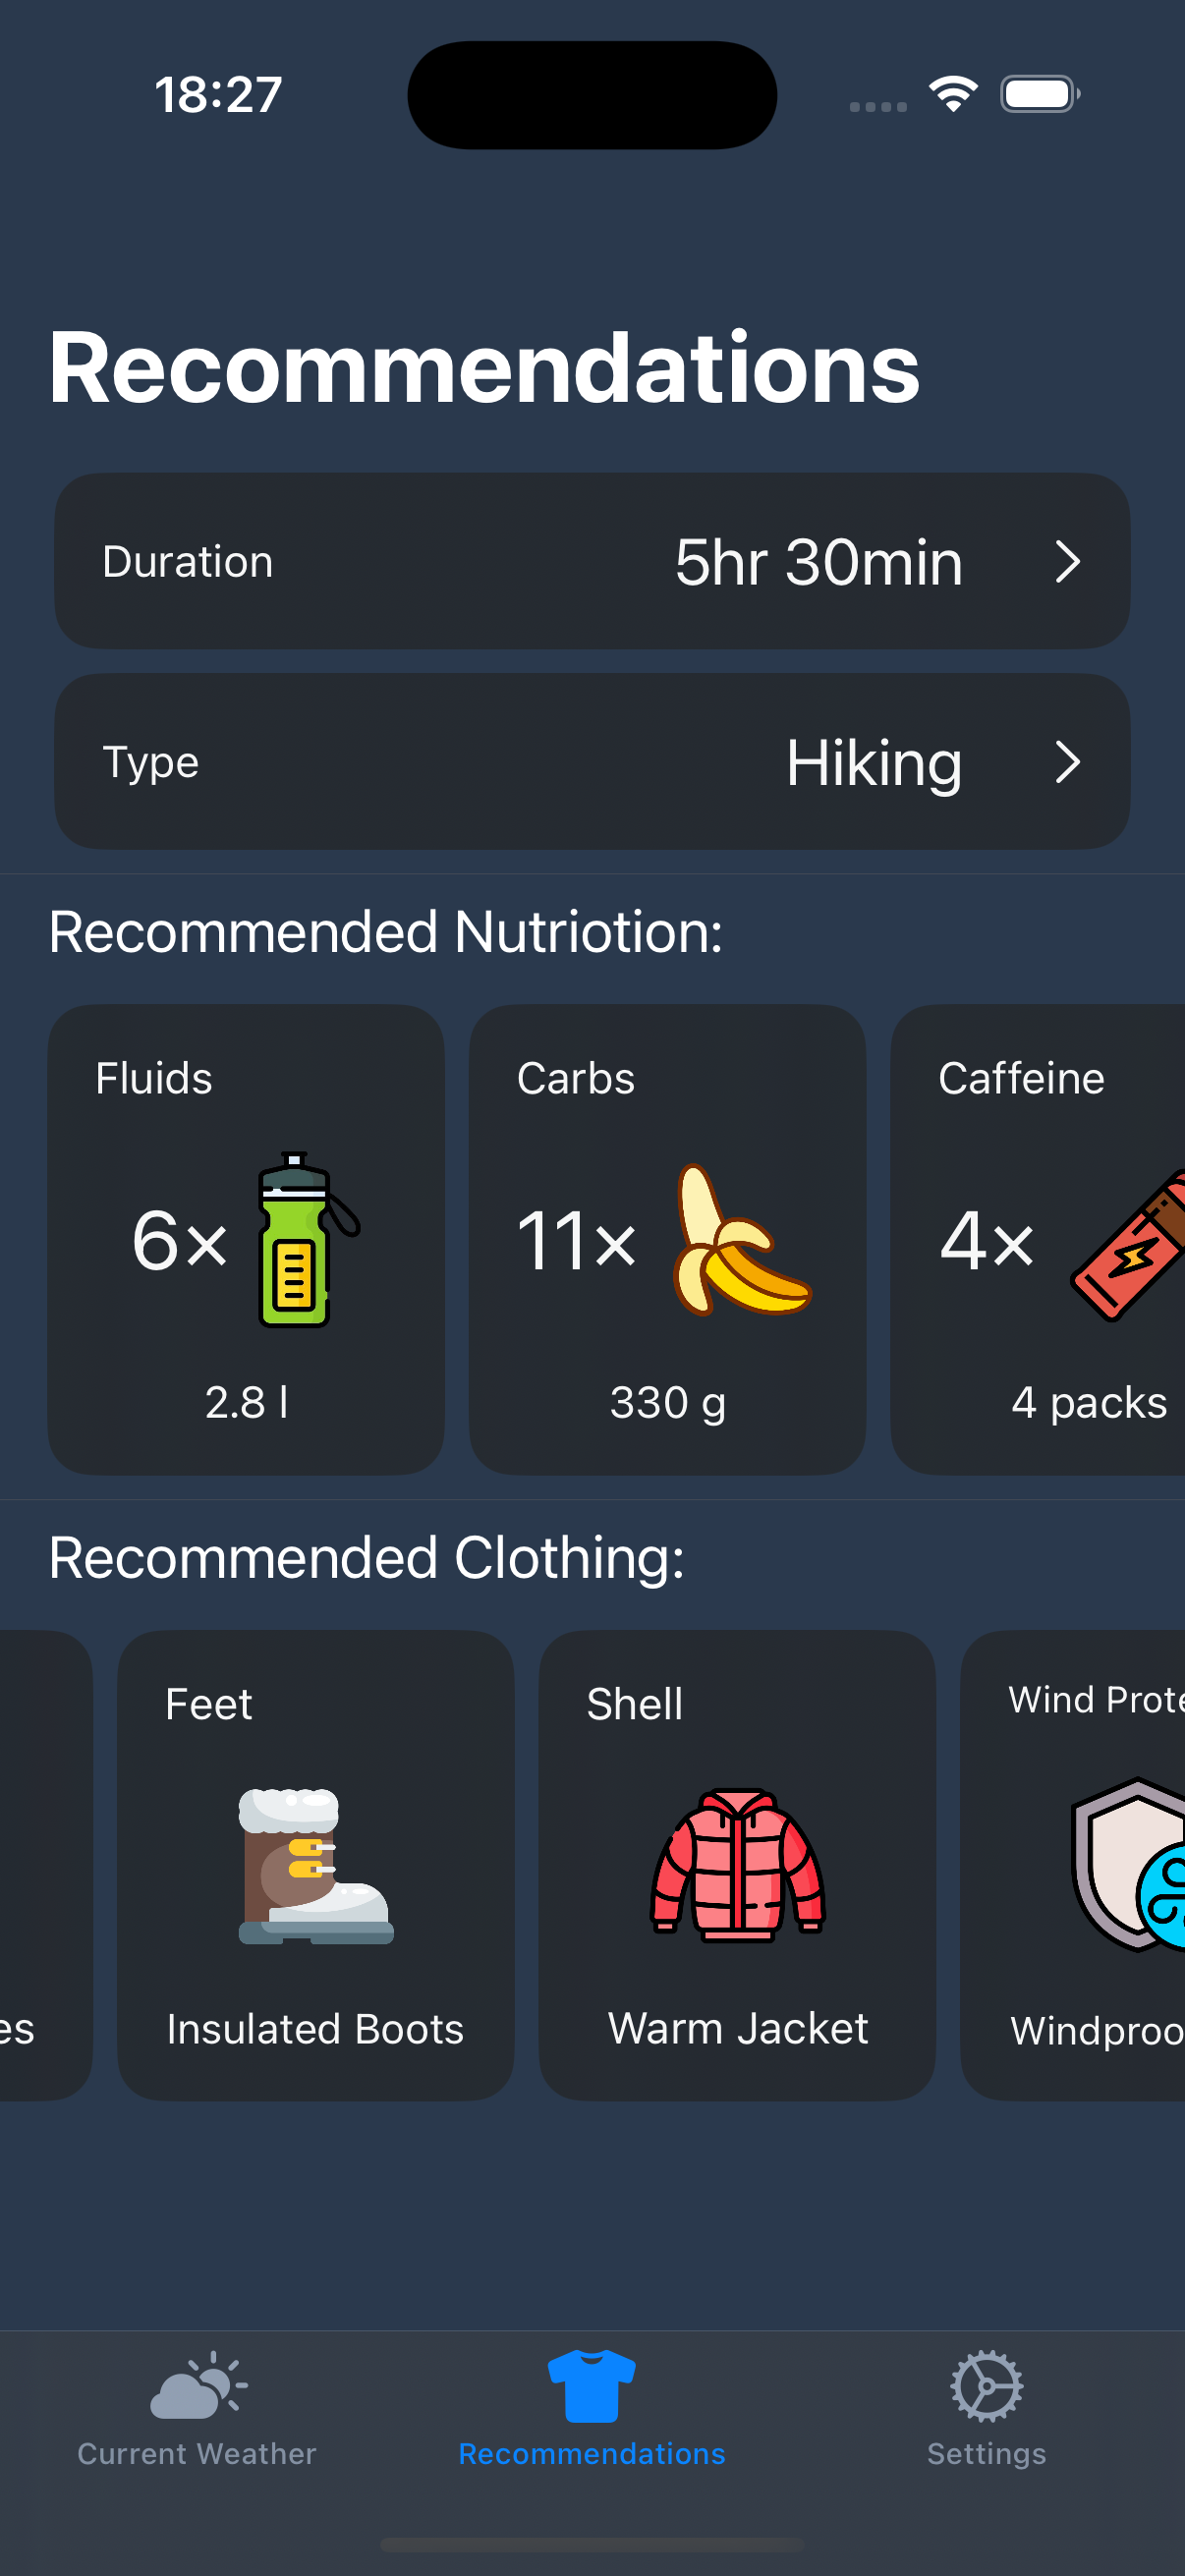 18:27
Recommendations
Duration 5hr 30min
Type Hiking
Recommended Nutriotion:
Fluids Carbs Caffeine
6× 11× 4×
2.8 l 330 g 4 packs
Recommended Clothing:
Feet Shell Wind Prote
es Insulated Boots Warm Jacket Windproo
Current Weather Recommendations Settings